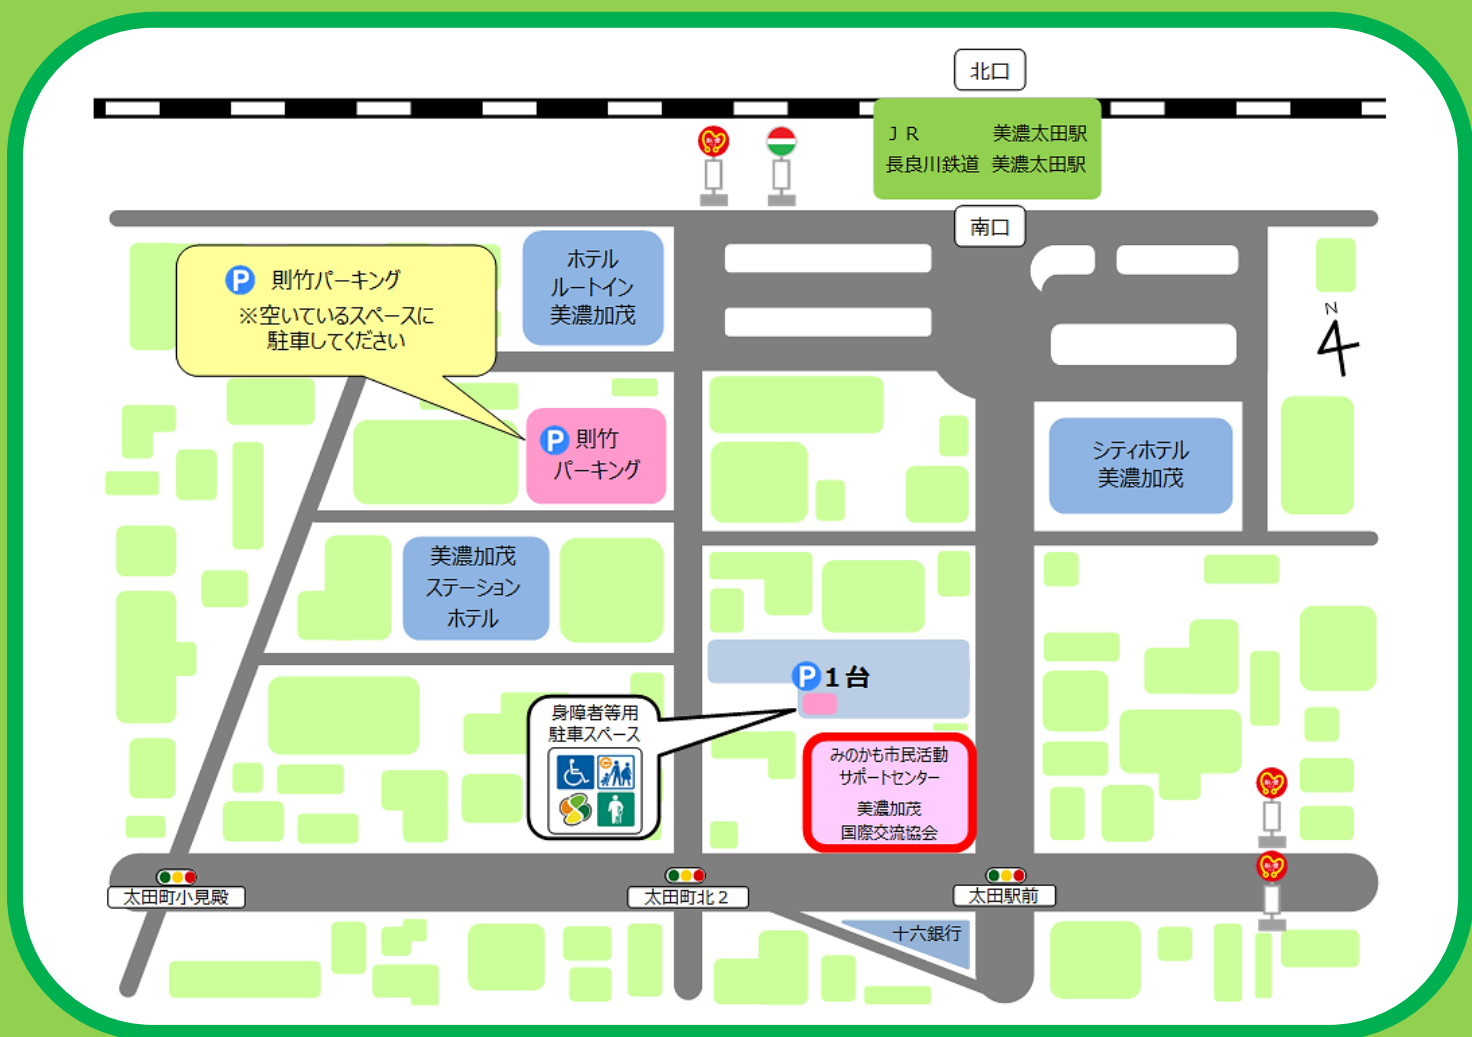 北口
ＪＲ　美濃太田駅
長良川鉄道 美濃太田駅
南口
P 則竹パーキング
※空いているスペースに
駐車してください
ホテル
ルートイン
美濃加茂
N
P 則竹
パーキング
シティホテル
美濃加茂
美濃加茂
ステーション
ホテル
P 1台
身障者等用
駐車スペース
みのかも市民活動
サポートセンター
美濃加茂
国際交流協会
太田町小見殿
太田町北２
太田駅前
十六銀行